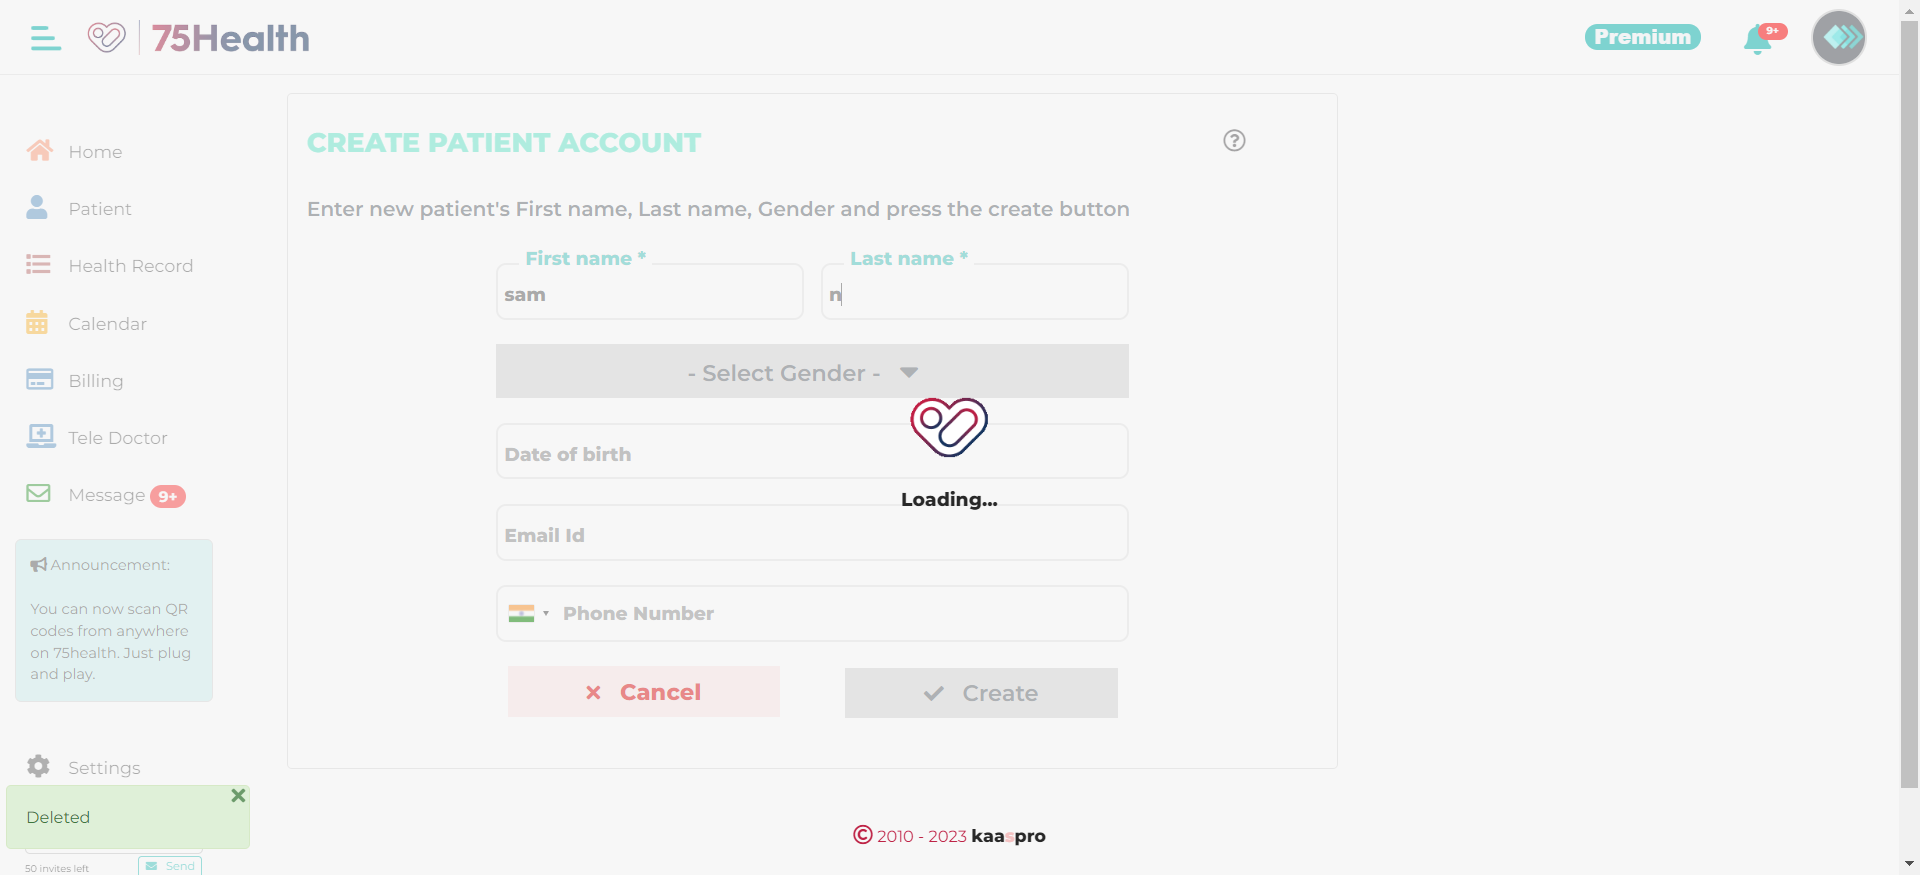 75Health
Premium
9+
Home
Patient
Health Record
Calendar
Billing
Tele Doctor
Message 9+
Announcement:
You can now scan QR
codes from anywhere
on 75health. Just plug
and play.
Settings
Deleted
50 invites left
Send
CREATE PATIENT ACCOUNT
Enter new patient's First name, Last name, Gender and press the create button
First name *
sam
Last name *
n
- Select Gender -
Date of birth
Loading...
Email Id
Phone Number
Cancel
Create
© 2010 - 2023 kaaspro